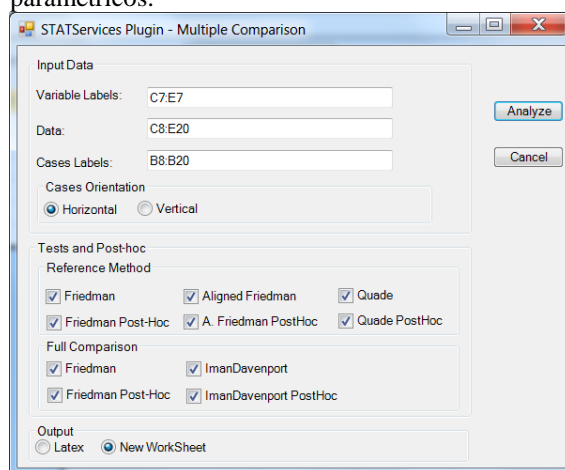 paramétricos.
STATServices Plugin - Multiple Comparison
Input Data
Variable Labels: C7:E7
Analyze
Data: C8:E20
Cases Labels: B8:B20
Cancel
Cases Orientation
Horizontal Vertical
Tests and Post-hoc
Reference Method
Friedman Aligned Friedman Quade
Friedman Post-Hoc A. Friedman PostHoc Quade PostHoc
Full Comparison
Friedman ImanDavenport
Friedman Post-Hoc ImanDavenport PostHoc
Output
Latex New WorkSheet